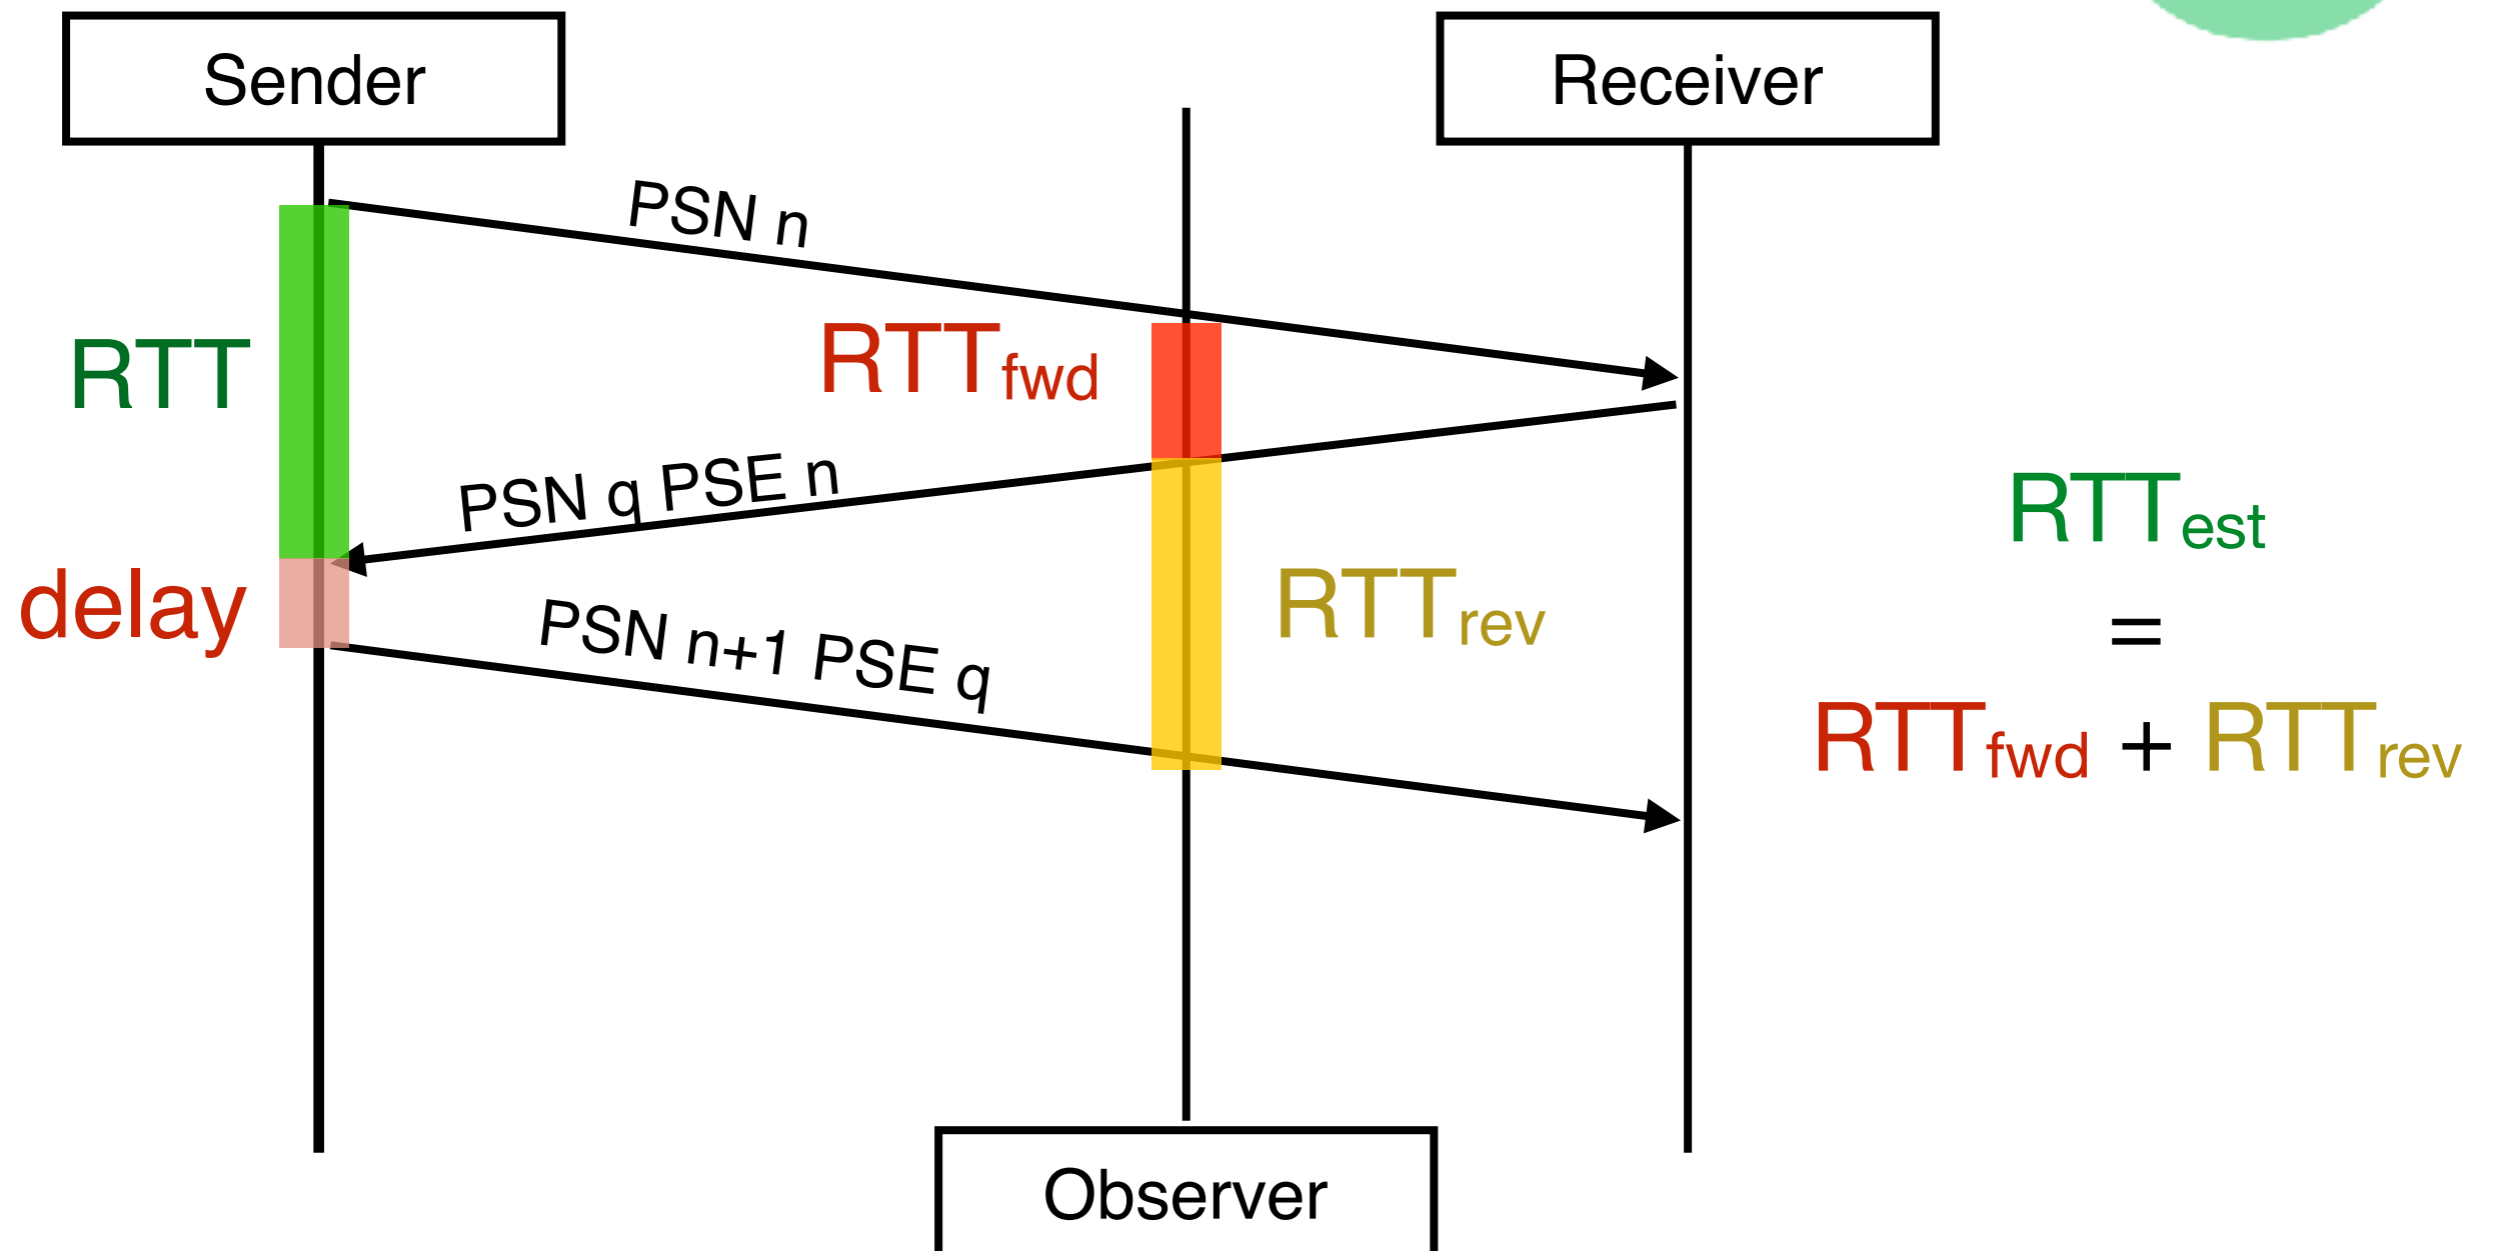 Sender
Receiver
PSN n
RTTfwd
RTT
PSN q PSE n
RTTest
=
RTTfwd + RTTrev
delay
PSN n+1 PSE q
RTTrev
Observer